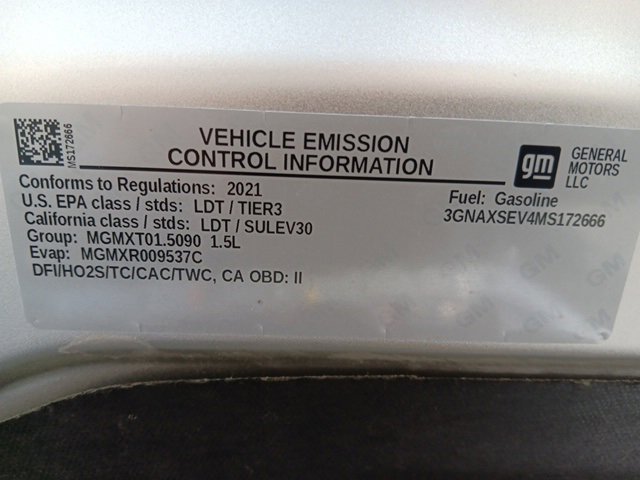 MS172666
VEHICLE EMISSION
CONTROL INFORMATION
gm
GENERAL
MOTORS
LLC
Conforms to Regulations: 2021
U.S. EPA class / stds: LDT / TIER3
California class / stds: LDT / SULEV30
Group: MGMXT01.5090 1.5L
Evap: MGMXR009537C
DFI/HO2S/TC/CAC/TWC, CA OBD: II
Fuel: Gasoline
3GNAXSEV4MS172666